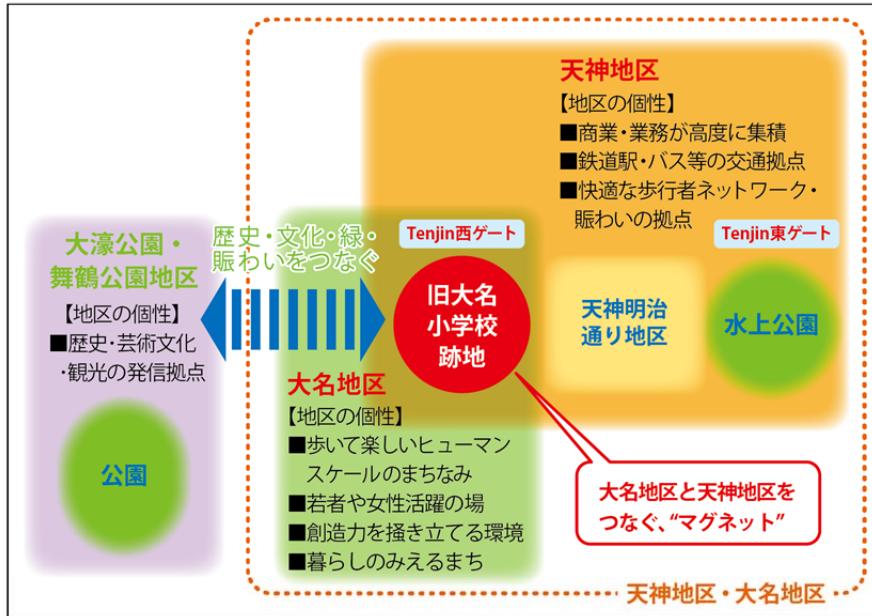 大濠公園・
舞鶴公園地区
【地区の個性】
■歴史・芸術文化
・観光の発信拠点
公園
歴史・文化・緑・
賑わいをつなぐ
大名地区
【地区の個性】
■歩いて楽しいヒューマン
スケールのまちなみ
■若者や女性活躍の場
■創造力を掻き立てる環境
■暮らしのみえるまち
Tenjin西ゲート
旧大名
小学校
跡地
天神地区
【地区の個性】
■商業・業務が高度に集積
■鉄道駅・バス等の交通拠点
■快適な歩行者ネットワーク・
賑わいの拠点
天神明治
通り地区
Tenjin東ゲート
水上公園
大名地区と天神地区を
つなぐ、“マグネット”
天神地区・大名地区